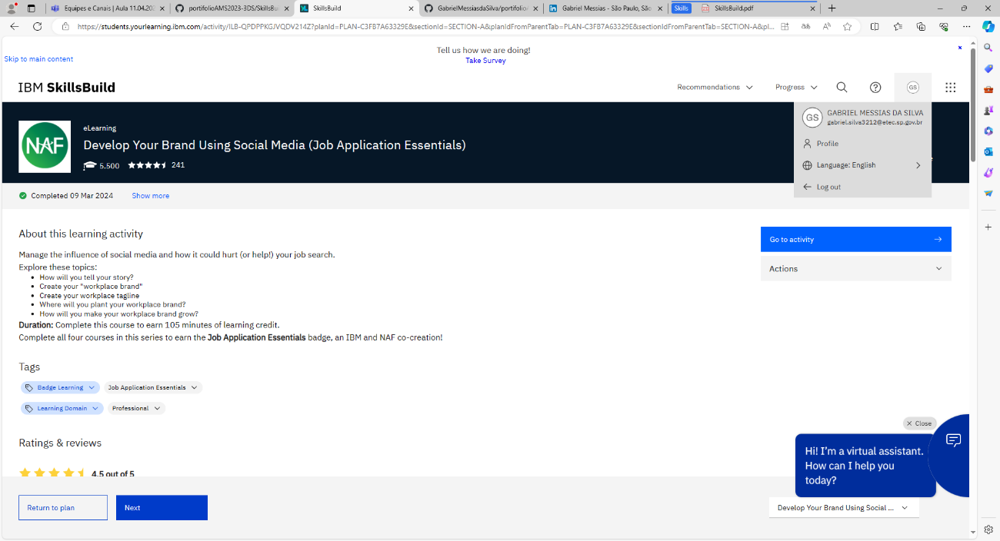 Equipes e Canais | Aula 11.04.202
portifolioAMS2023-3DS/SkillsBu
SkillsBuild
GabrielMessiasdaSilva/portifolio
Gabriel Messias - São Paulo, São
Skills
SkillsBuild.pdf
https://students.yourlearning.ibm.com/activity/ILB-QPDPPKGJVQDV214Z?planId=PLAN-C3FB7A63329E&sectionId=SECTION-A&planIdFromParentTab=PLAN-C3FB7A63329E&sectionIdFromParentTab=SECTION-A&pl...
Tell us how we are doing!
Skip to main content
Take Survey
IBM SkillsBuild
Recommendations
Progress
GS
GS
GABRIEL MESSIAS DA SILVA
gabriel.silva3212@etec.sp.gov.br
Profile
Language: English
Log out
NAF
eLearning
Develop Your Brand Using Social Media (Job Application Essentials)
5.500
241
Completed 09 Mar 2024
Show more
About this learning activity
Manage the influence of social media and how it could hurt (or help!) your job search.
Explore these topics:
• How will you tell your story?
• Create your "workplace brand"
• Create your workplace tagline
• Where will you plant your workplace brand?
• How will you make your workplace brand grow?
Duration: Complete this course to earn 105 minutes of learning credit.
Complete all four courses in this series to earn the Job Application Essentials badge, an IBM and NAF co-creation!
Go to activity
Actions
Tags
Badge Learning
Job Application Essentials
Learning Domain
Professional
Ratings & reviews
4.5 out of 5
Close
Hi! I'm a virtual assistant.
How can I help you
today?
Return to plan
Next
Develop Your Brand Using Social ...